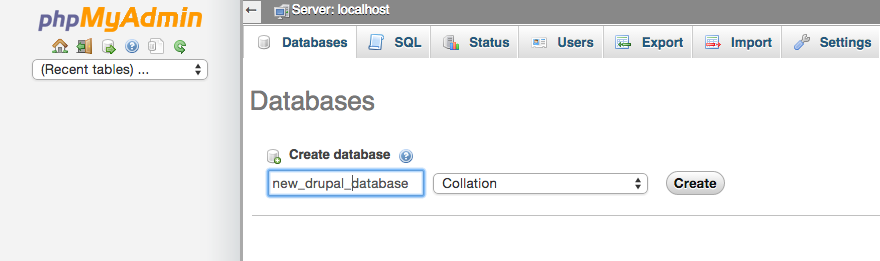 phpMyAdmin
(Recent tables) ...
Server: localhost
Databases SQL Status Users Export Import Settings
Databases
Create database
new_drupal_database Collation Create